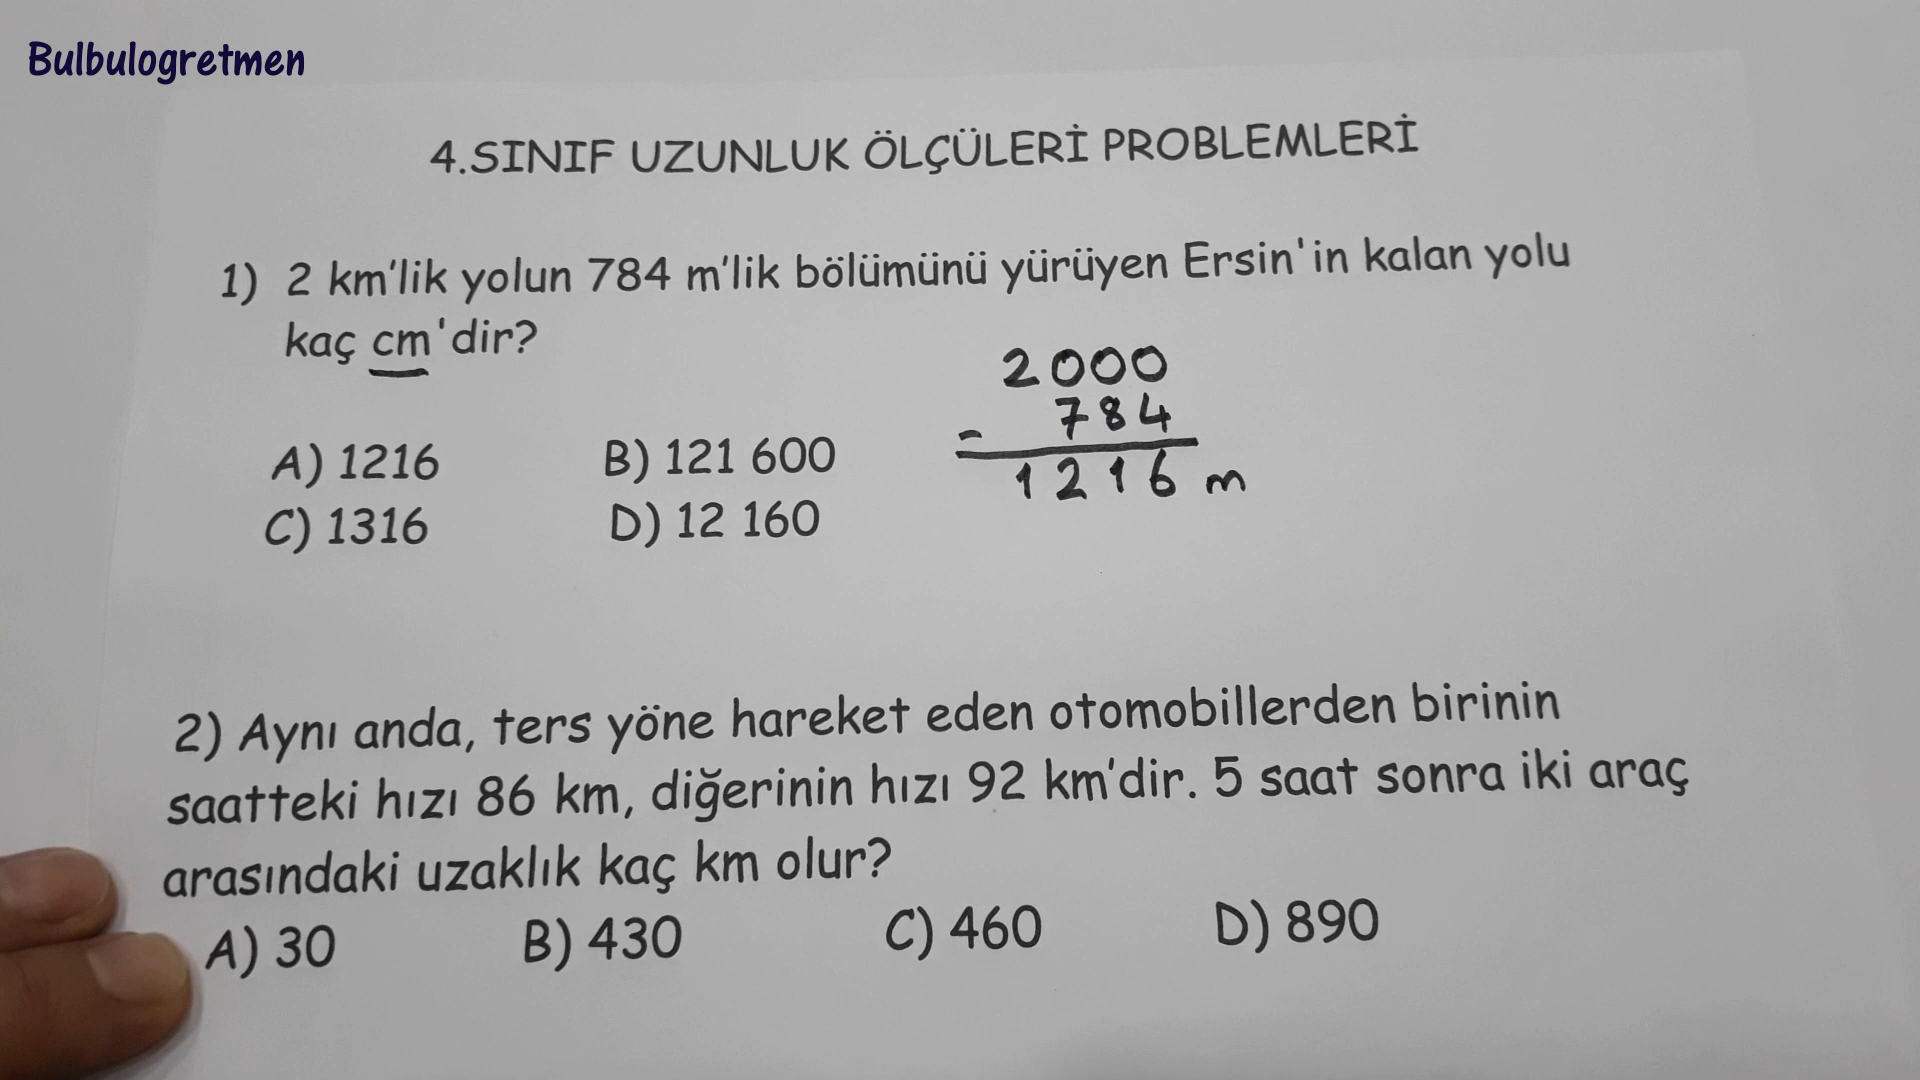 Bulbulogretmen
4.SINIF UZUNLUK ÖLÇÜLERİ PROBLEMLERİ
1) 2 km'lik yolun 784 m'lik bölümünü yürüyen Ersin'in kalan yolu
kaç cm'dir?
2000
- 784
1216 m
A) 1216 B) 121 600
C) 1316 D) 12 160
2) Aynı anda, ters yöne hareket eden otomobillerden birinin
saatteki hızı 86 km, diğerinin hızı 92 km'dir. 5 saat sonra iki araç
arasındaki uzaklık kaç km olur?
A) 30 B) 430 C) 460 D) 890